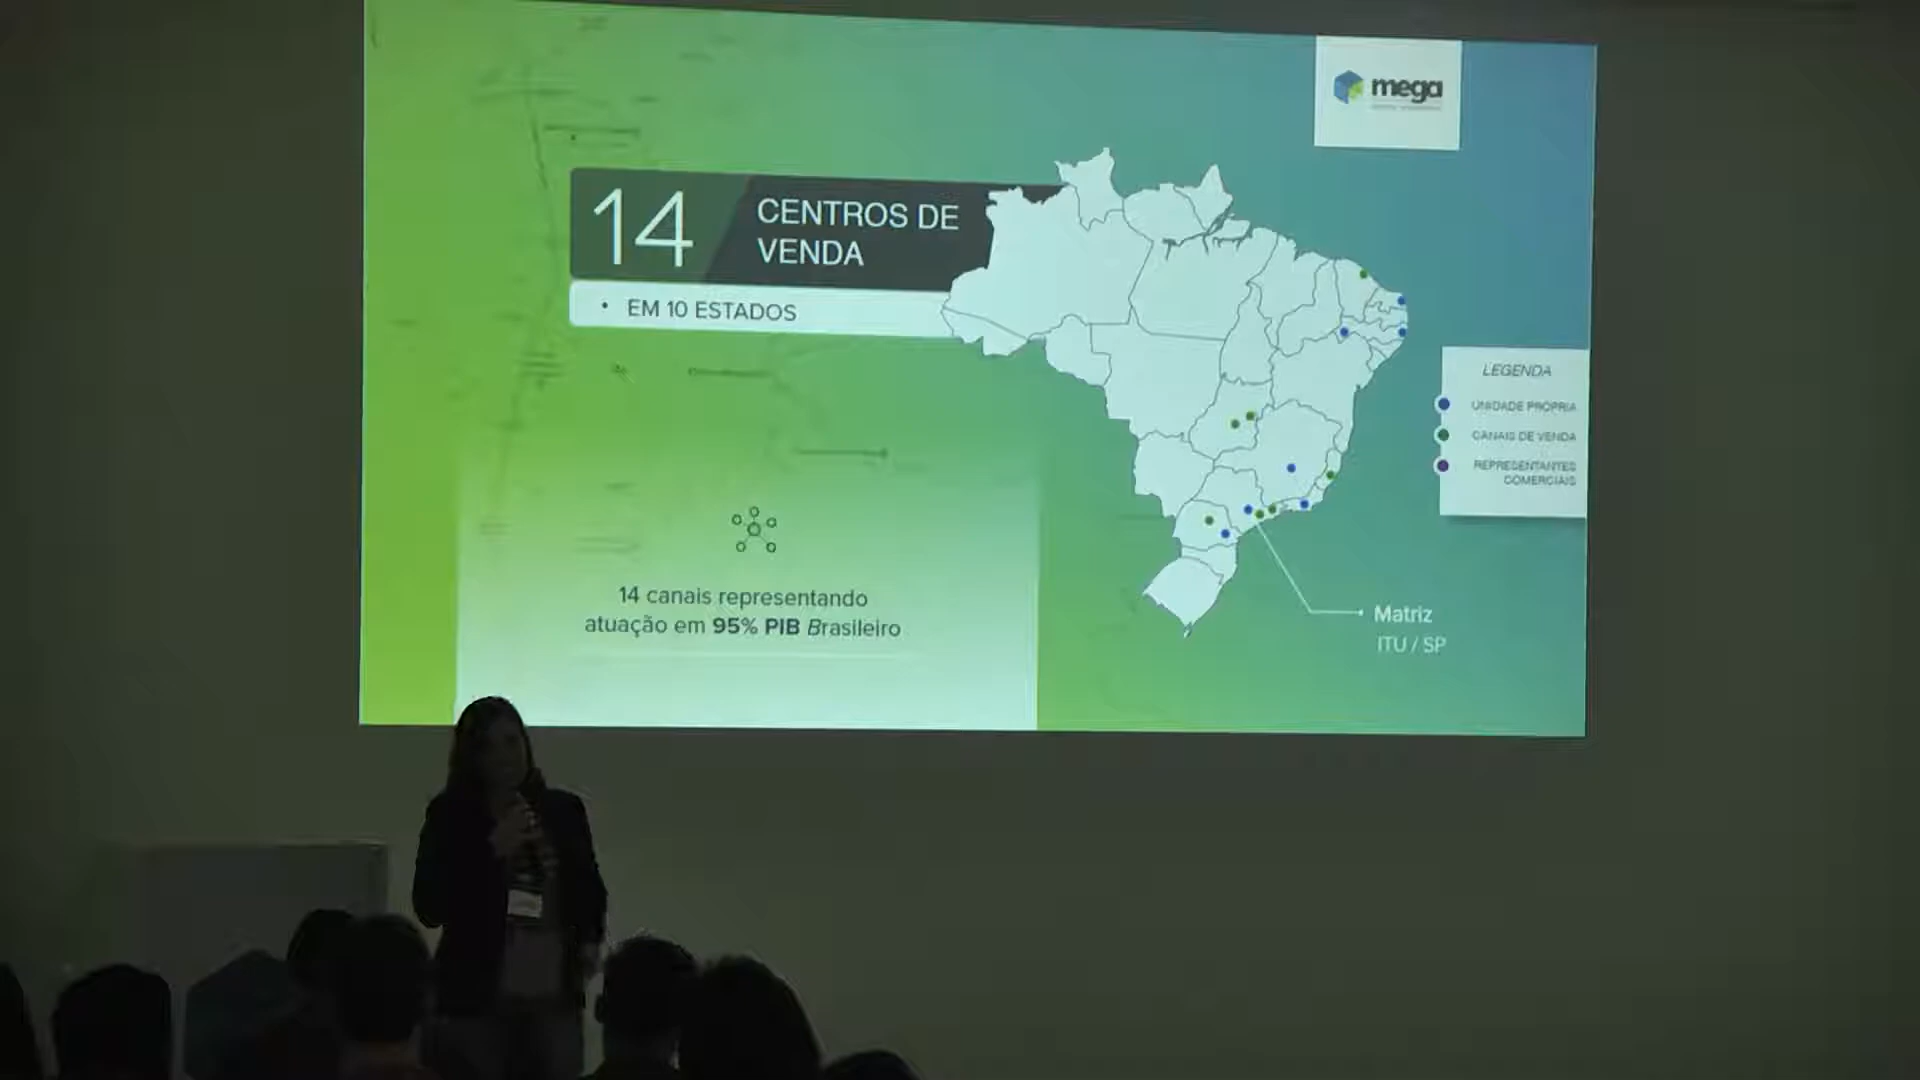 mega
14
CENTROS DE
VENDA
• EM 10 ESTADOS
LEGENDA
UNIDADE PRÓPRIA
CANAIS DE VENDA
REPRESENTANTES
COMERCIAIS
14 canais representando
atuação em 95% PIB Brasileiro
Matriz
ITU / SP